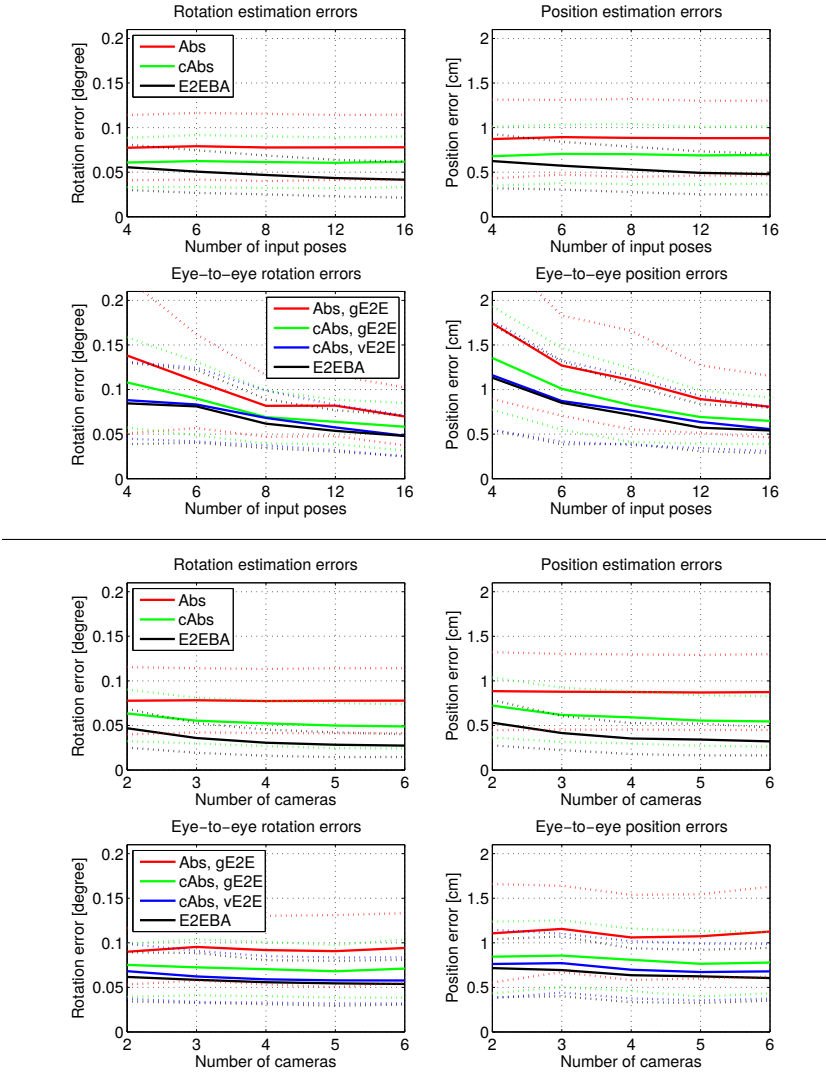 Rotation estimation errors
Rotation error [degree]
0.2
0.15
0.1
0.05
0
Abs
cAbs
E2EBA
4 6 8 12 16
Number of input poses
Position estimation errors
Position error [cm]
2
1.5
1
0.5
0
4 6 8 12 16
Number of input poses
Eye−to−eye rotation errors
Rotation error [degree]
0.2
0.15
0.1
0.05
0
Abs, gE2E
cAbs, gE2E
cAbs, vE2E
E2EBA
4 6 8 12 16
Number of input poses
Eye−to−eye position errors
Position error [cm]
2
1.5
1
0.5
0
4 6 8 12 16
Number of input poses
Rotation estimation errors
Rotation error [degree]
0.2
0.15
0.1
0.05
0
Abs
cAbs
E2EBA
2 3 4 5 6
Number of cameras
Position estimation errors
Position error [cm]
2
1.5
1
0.5
0
2 3 4 5 6
Number of cameras
Eye−to−eye rotation errors
Rotation error [degree]
0.2
0.15
0.1
0.05
0
Abs, gE2E
cAbs, gE2E
cAbs, vE2E
E2EBA
2 3 4 5 6
Number of cameras
Eye−to−eye position errors
Position error [cm]
2
1.5
1
0.5
0
2 3 4 5 6
Number of cameras